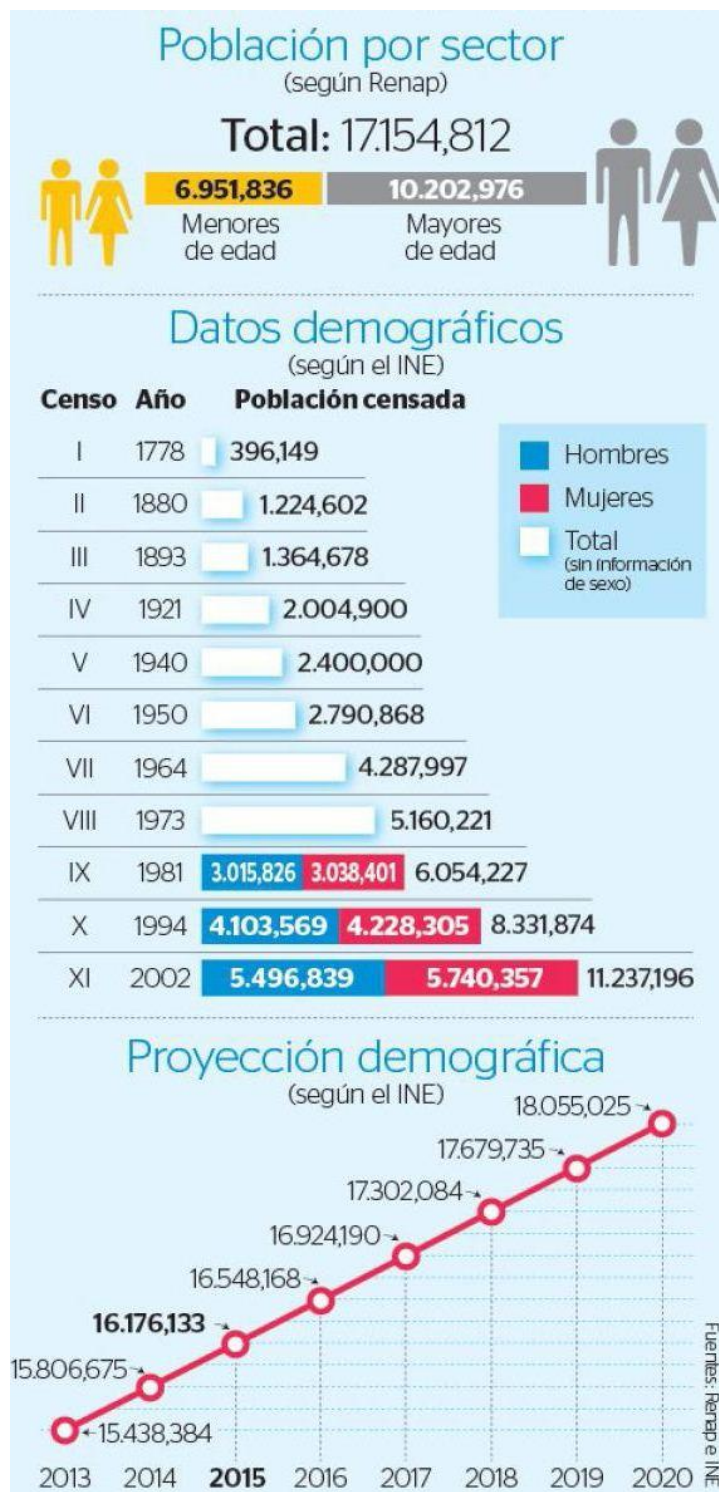 Población por sector
(según Renap)
Total: 17.154,812
6.951,836 10.202,976
Menores de edad
Mayores de edad
Datos demográficos
(según el INE)
Censo Año Población censada
I 1778 396,149
II 1880 1.224,602
III 1893 1.364,678
IV 1921 2.004,900
V 1940 2.400,000
VI 1950 2.790,868
VII 1964 4.287,997
VIII 1973 5.160,221
IX 1981 3.015,826 3.038,401 6.054,227
X 1994 4.103,569 4.228,305 8.331,874
XI 2002 5.496,839 5.740,357 11.237,196
Hombres
Mujeres
Total
(sin información
de sexo)
Proyección demográfica
(según el INE)
18.055,025
17.679,735
17.302,084
16.924,190
16.548,168
16.176,133
15.806,675
15.438,384
2013 2014 2015 2016 2017 2018 2019 2020
Fuentes: Renap e INE